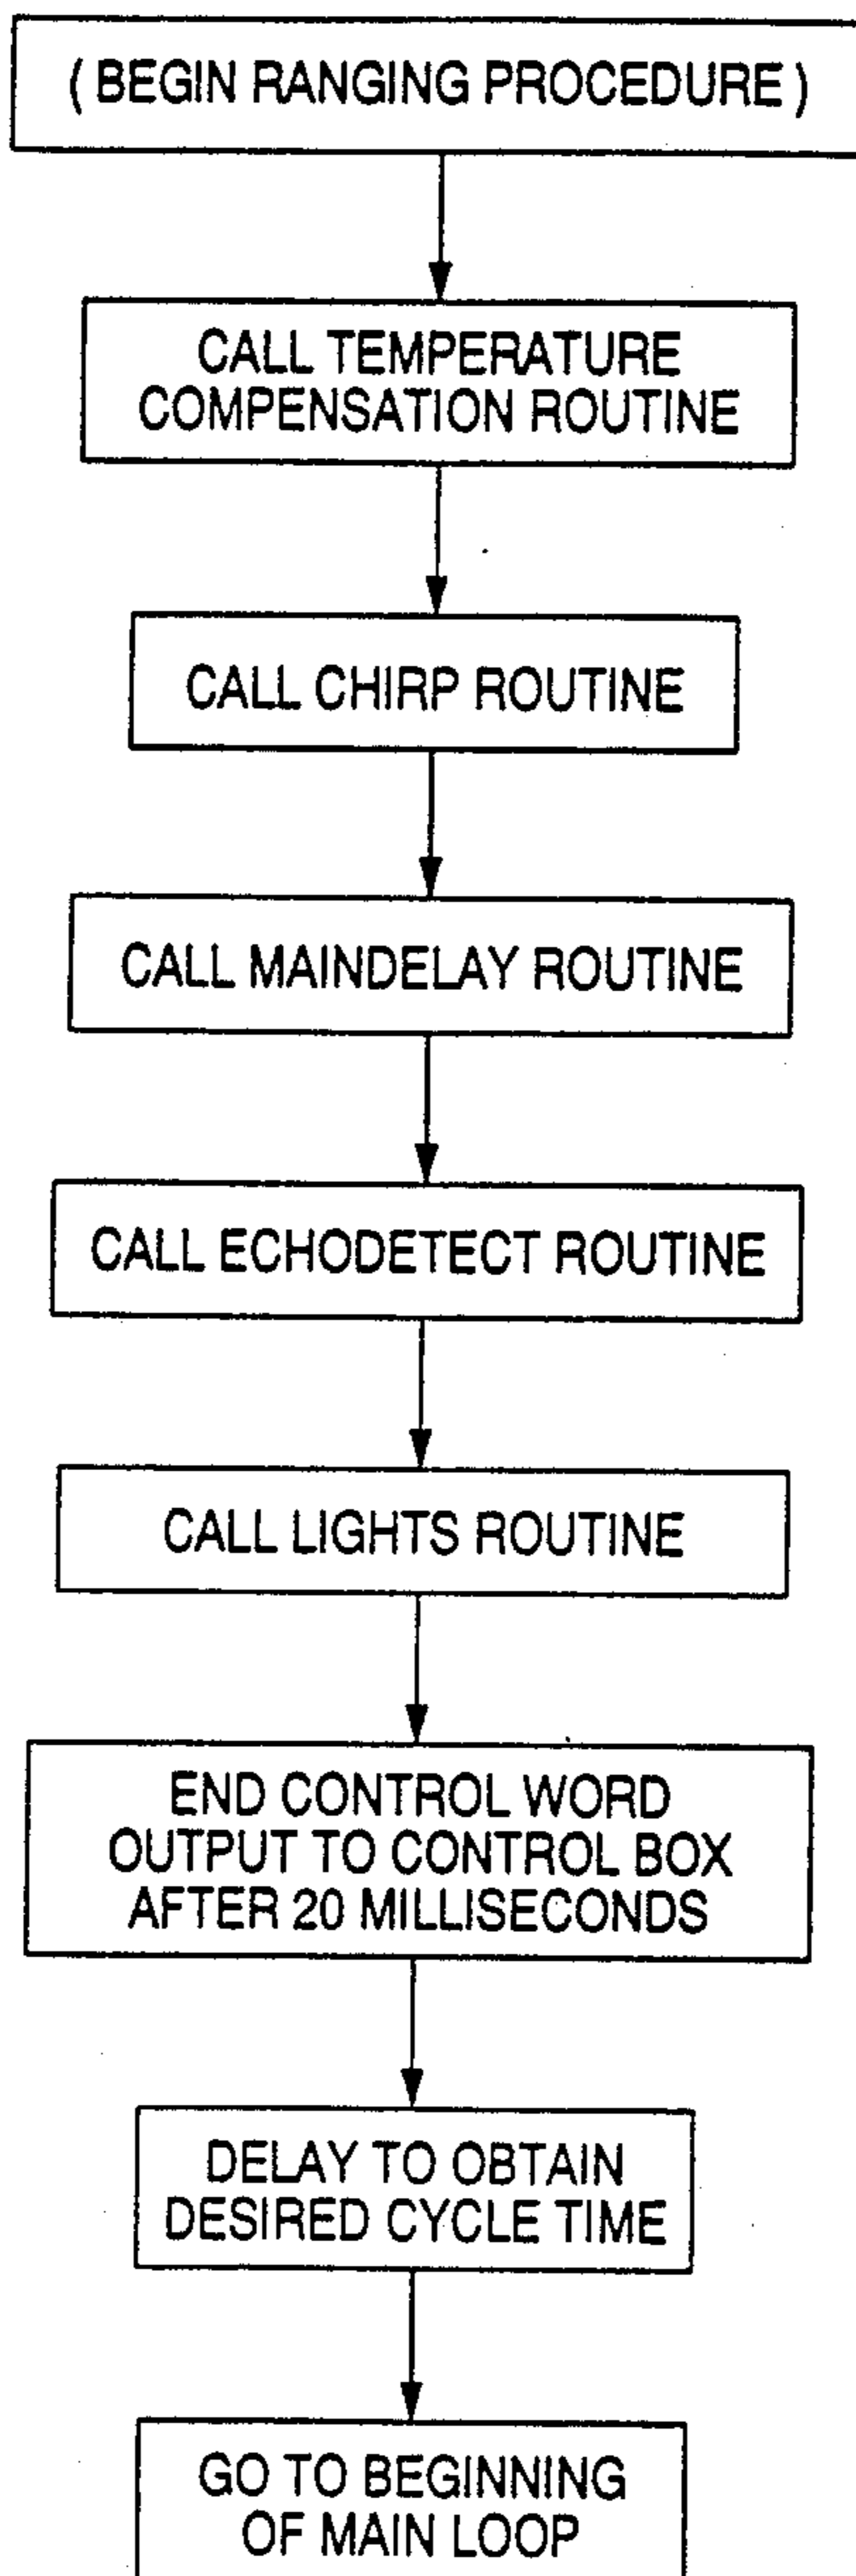 ( BEGIN RANGING PROCEDURE )
CALL TEMPERATURE
COMPENSATION ROUTINE
CALL CHIRP ROUTINE
CALL MAINDELAY ROUTINE
CALL ECHODETECT ROUTINE
CALL LIGHTS ROUTINE
END CONTROL WORD
OUTPUT TO CONTROL BOX
AFTER 20 MILLISECONDS
DELAY TO OBTAIN
DESIRED CYCLE TIME
GO TO BEGINNING
OF MAIN LOOP